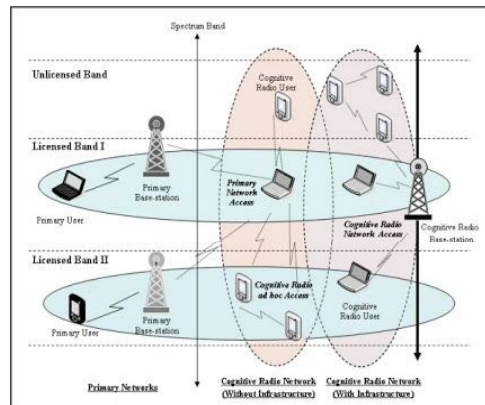 Spectrum Band
Unlicensed Band
Cognitive
Radio User
Licensed Band I
Primary
Base-station
Primary User
Primary
Network
Access
Cognitive Radio
Network Access
Cognitive Radio
Base-station
Licensed Band II
Primary
Base-station
Primary User
Cognitive Radio
ad hoc Access
Cognitive Radio
User
Primary Networks
Cognitive Radio Network
(Without Infrastructure)
Cognitive Radio Network
(With Infrastructure)